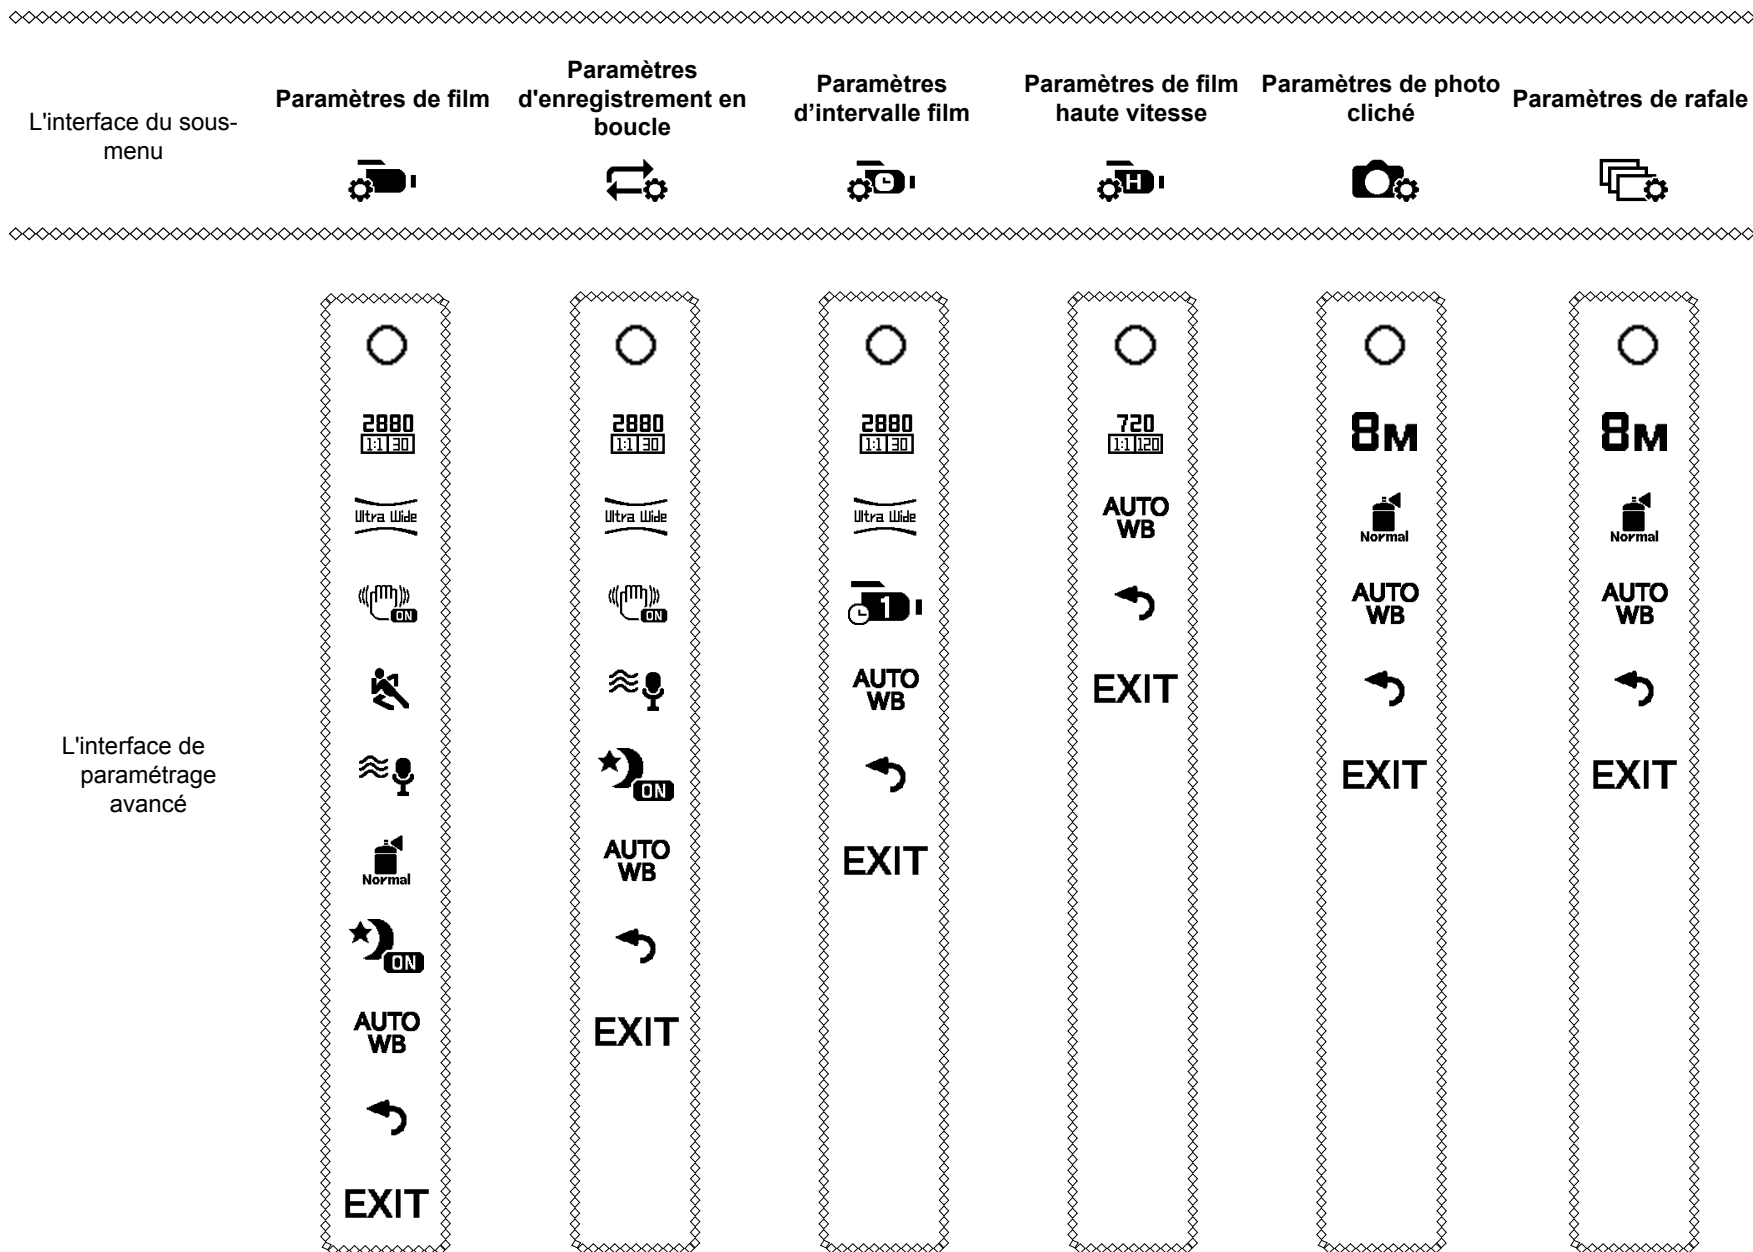 L'interface du sous-
menu
Paramètres de film
Paramètres
d'enregistrement en
boucle
Paramètres
d’intervalle film
Paramètres de film
haute vitesse
Paramètres de photo
cliché
Paramètres de rafale
H
L'interface de
paramétrage
avancé
2880
1:1 30
Ultra Wide
ON
Normal
ON
AUTO
WB
EXIT
2880
1:1 30
Ultra Wide
ON
ON
AUTO
WB
EXIT
2880
1:1 30
Ultra Wide
1
AUTO
WB
EXIT
720
1:1 120
AUTO
WB
EXIT
8M
Normal
AUTO
WB
EXIT
8M
Normal
AUTO
WB
EXIT